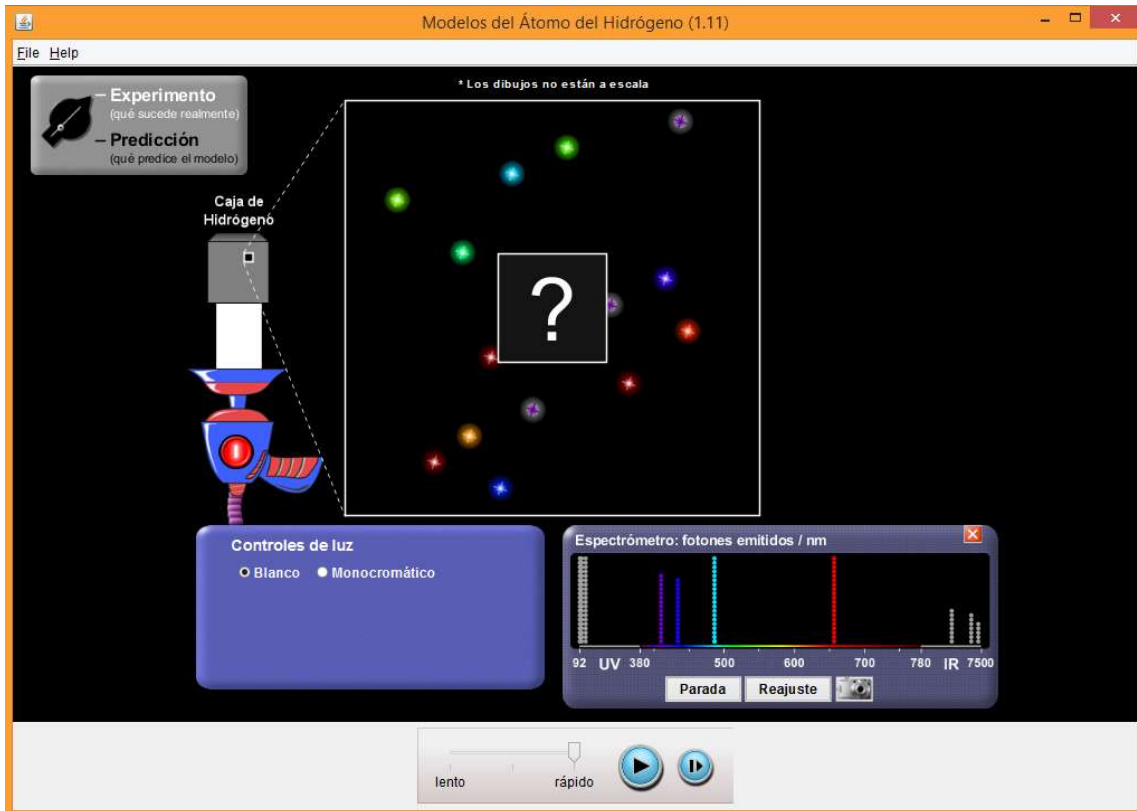 Modelos del Átomo del Hidrógeno (1.11)
File Help
* Los dibujos no están a escala
Experimento
(qué sucede realmente)
Predicción
(qué predice el modelo)
Caja de
Hidrógeno
?
Controles de luz
Blanco Monocromático
Espectrómetro: fotones emitidos / nm
92 UV 380 500 600 700 780 IR 7500
Parada Reajuste
lento rápido